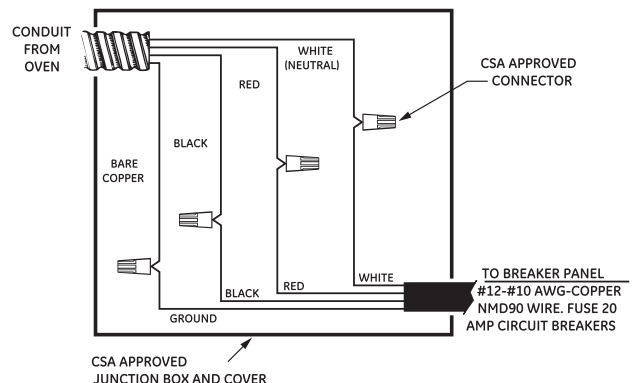 CONDUIT
FROM
OVEN
WHITE
(NEUTRAL)
RED
BLACK
BARE
COPPER
CSA APPROVED
CONNECTOR
WHITE
RED
BLACK
GROUND
TO BREAKER PANEL
#12-#10 AWG-COPPER
NMD90 WIRE. FUSE 20
AMP CIRCUIT BREAKERS
CSA APPROVED
JUNCTION BOX AND COVER